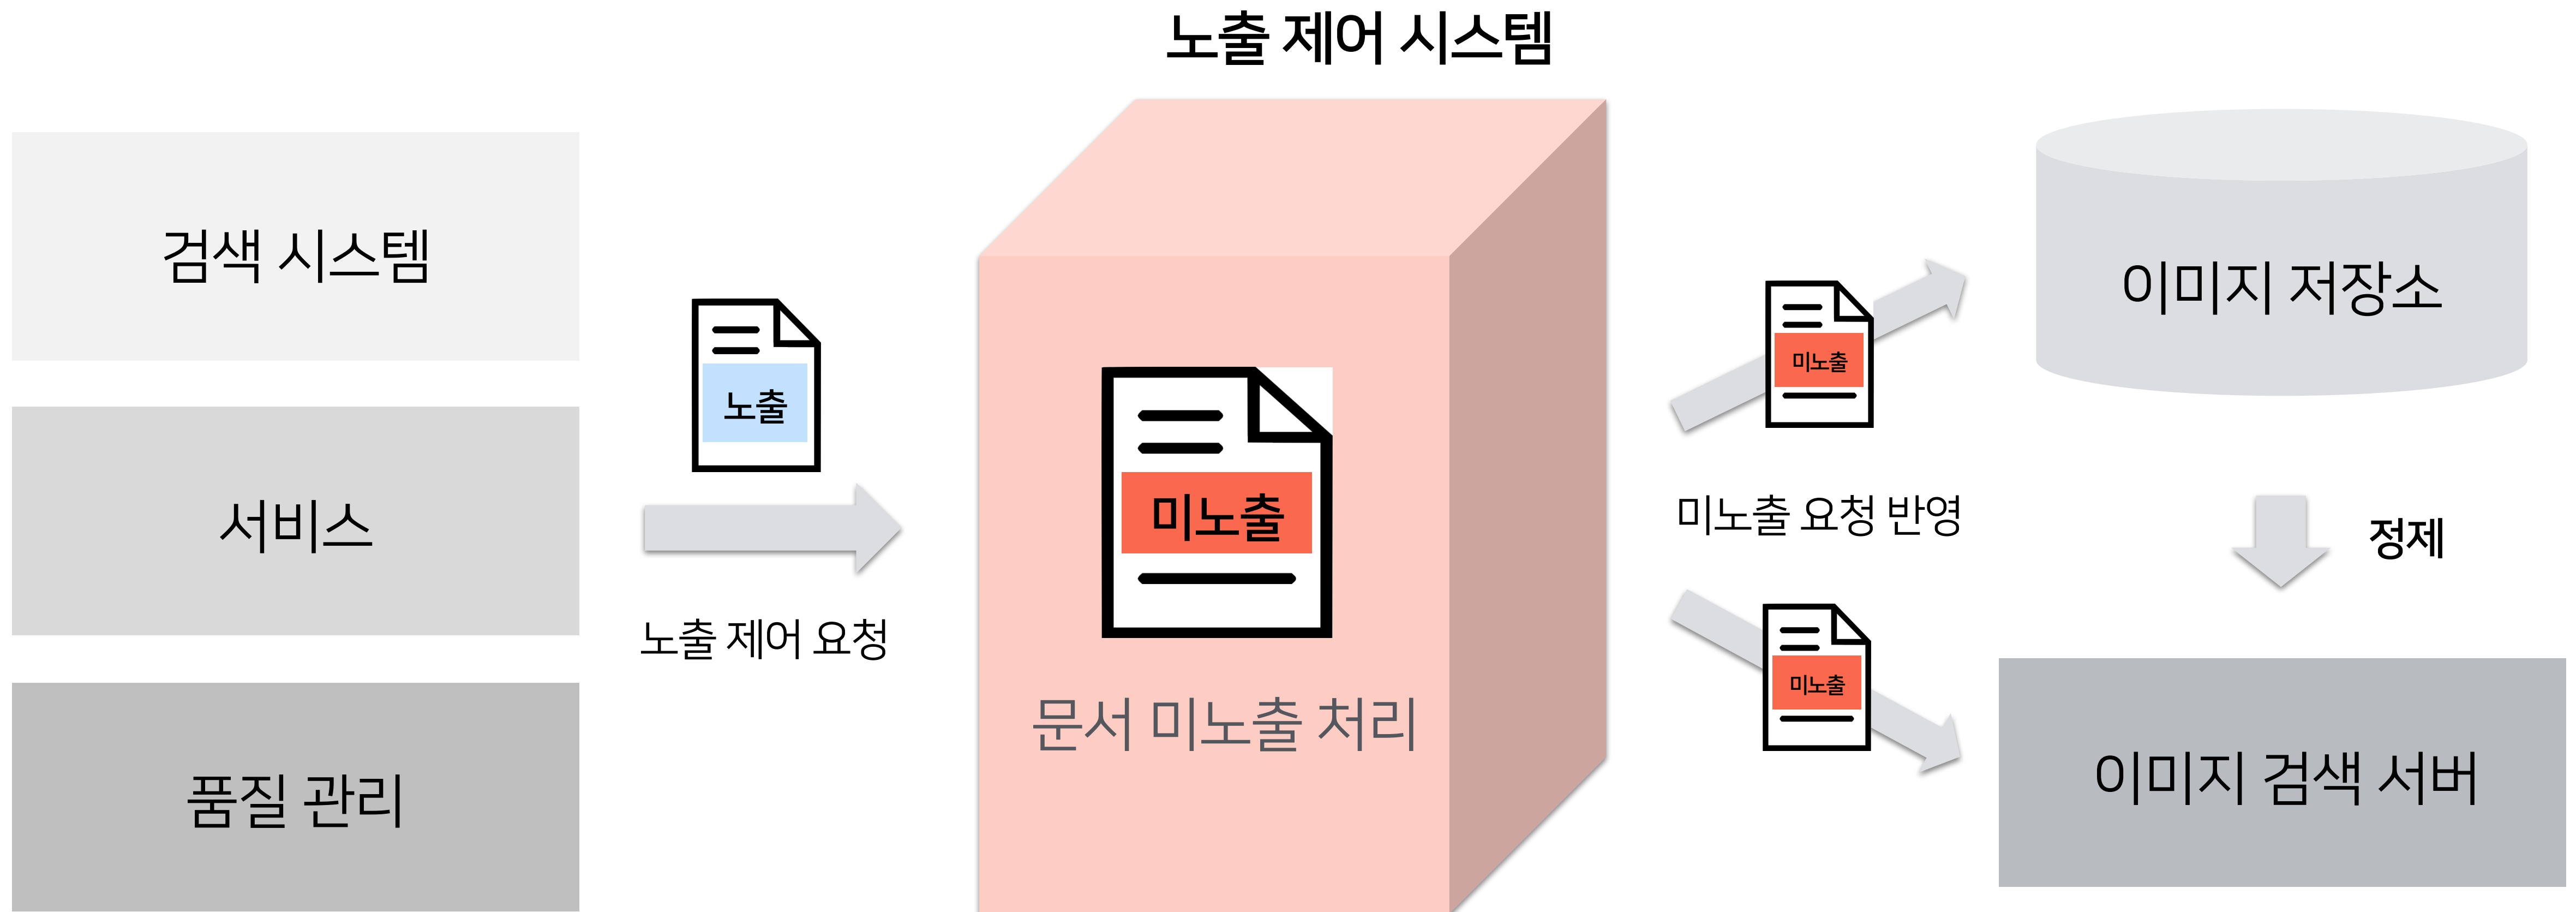 노출 제어 시스템
검색 시스템
서비스
품질 관리
노출
노출 제어 요청
미노출
문서 미노출 처리
미노출
미노출 요청 반영
미노출
이미지 저장소
정제
이미지 검색 서버